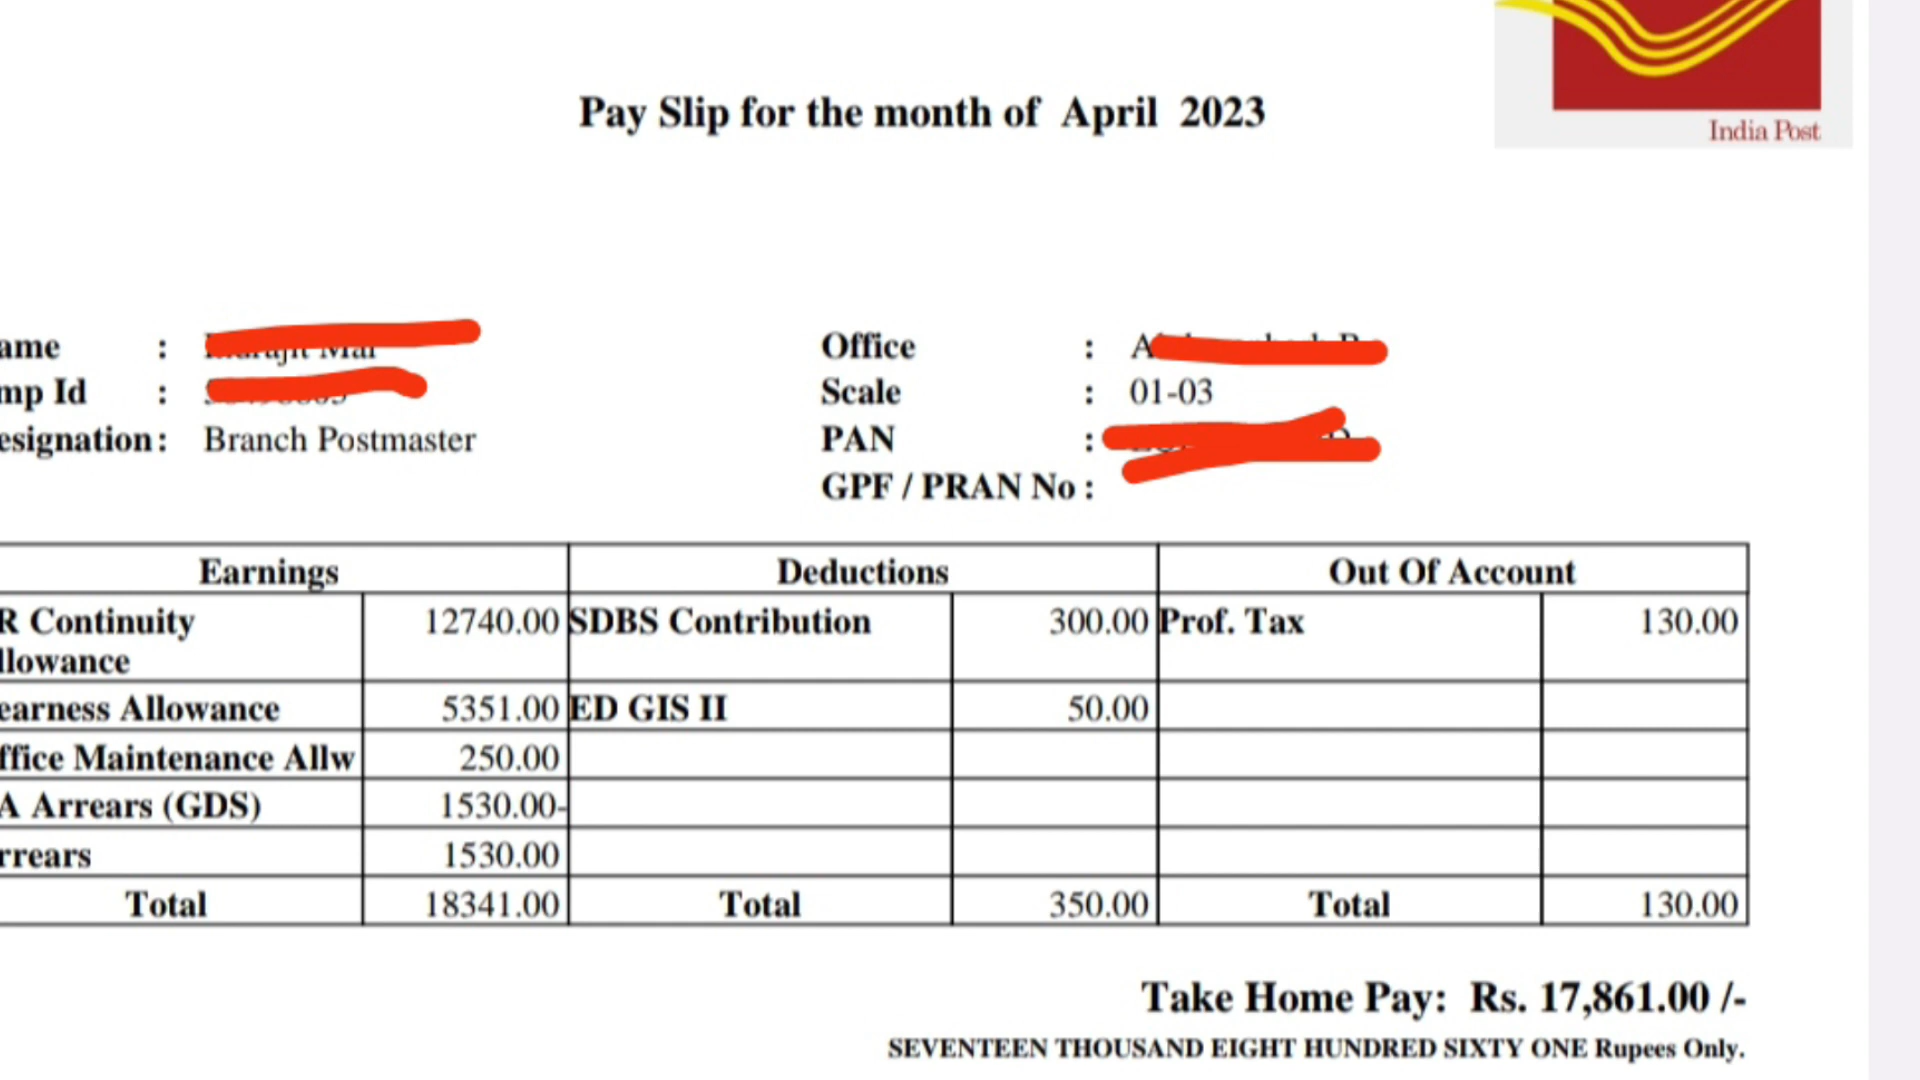 India Post
Pay Slip for the month of April 2023
ame :
mp Id :
esignation: Branch Postmaster
Office : A
Scale : 01-03
PAN :
GPF / PRAN No :
Earnings Deductions Out Of Account
R Continuity 12740.00 SDBS Contribution 300.00 Prof. Tax 130.00
llowance
earness Allowance 5351.00 ED GIS II 50.00
ffice Maintenance Allw 250.00
A Arrears (GDS) 1530.00-
rrears 1530.00
Total 18341.00 Total 350.00 Total 130.00
Take Home Pay: Rs. 17,861.00 /-
SEVENTEEN THOUSAND EIGHT HUNDRED SIXTY ONE Rupees Only.